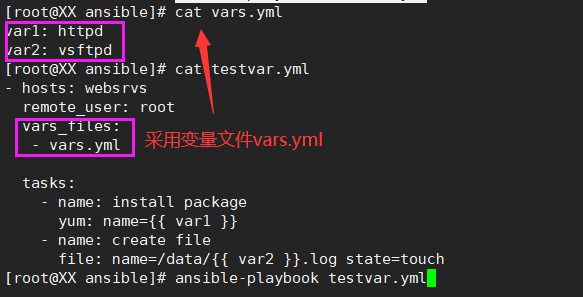 [root@XX ansible]# cat vars.yml
var1: httpd
var2: vsftpd
[root@XX ansible]# cat testvar.yml
- hosts: websrvs
  remote_user: root
  vars_files:
   - vars.yml
采用变量文件vars.yml
  tasks:
    - name: install package
      yum: name={{ var1 }}
    - name: create file
      file: name=/data/{{ var2 }}.log state=touch
[root@XX ansible]# ansible-playbook testvar.yml